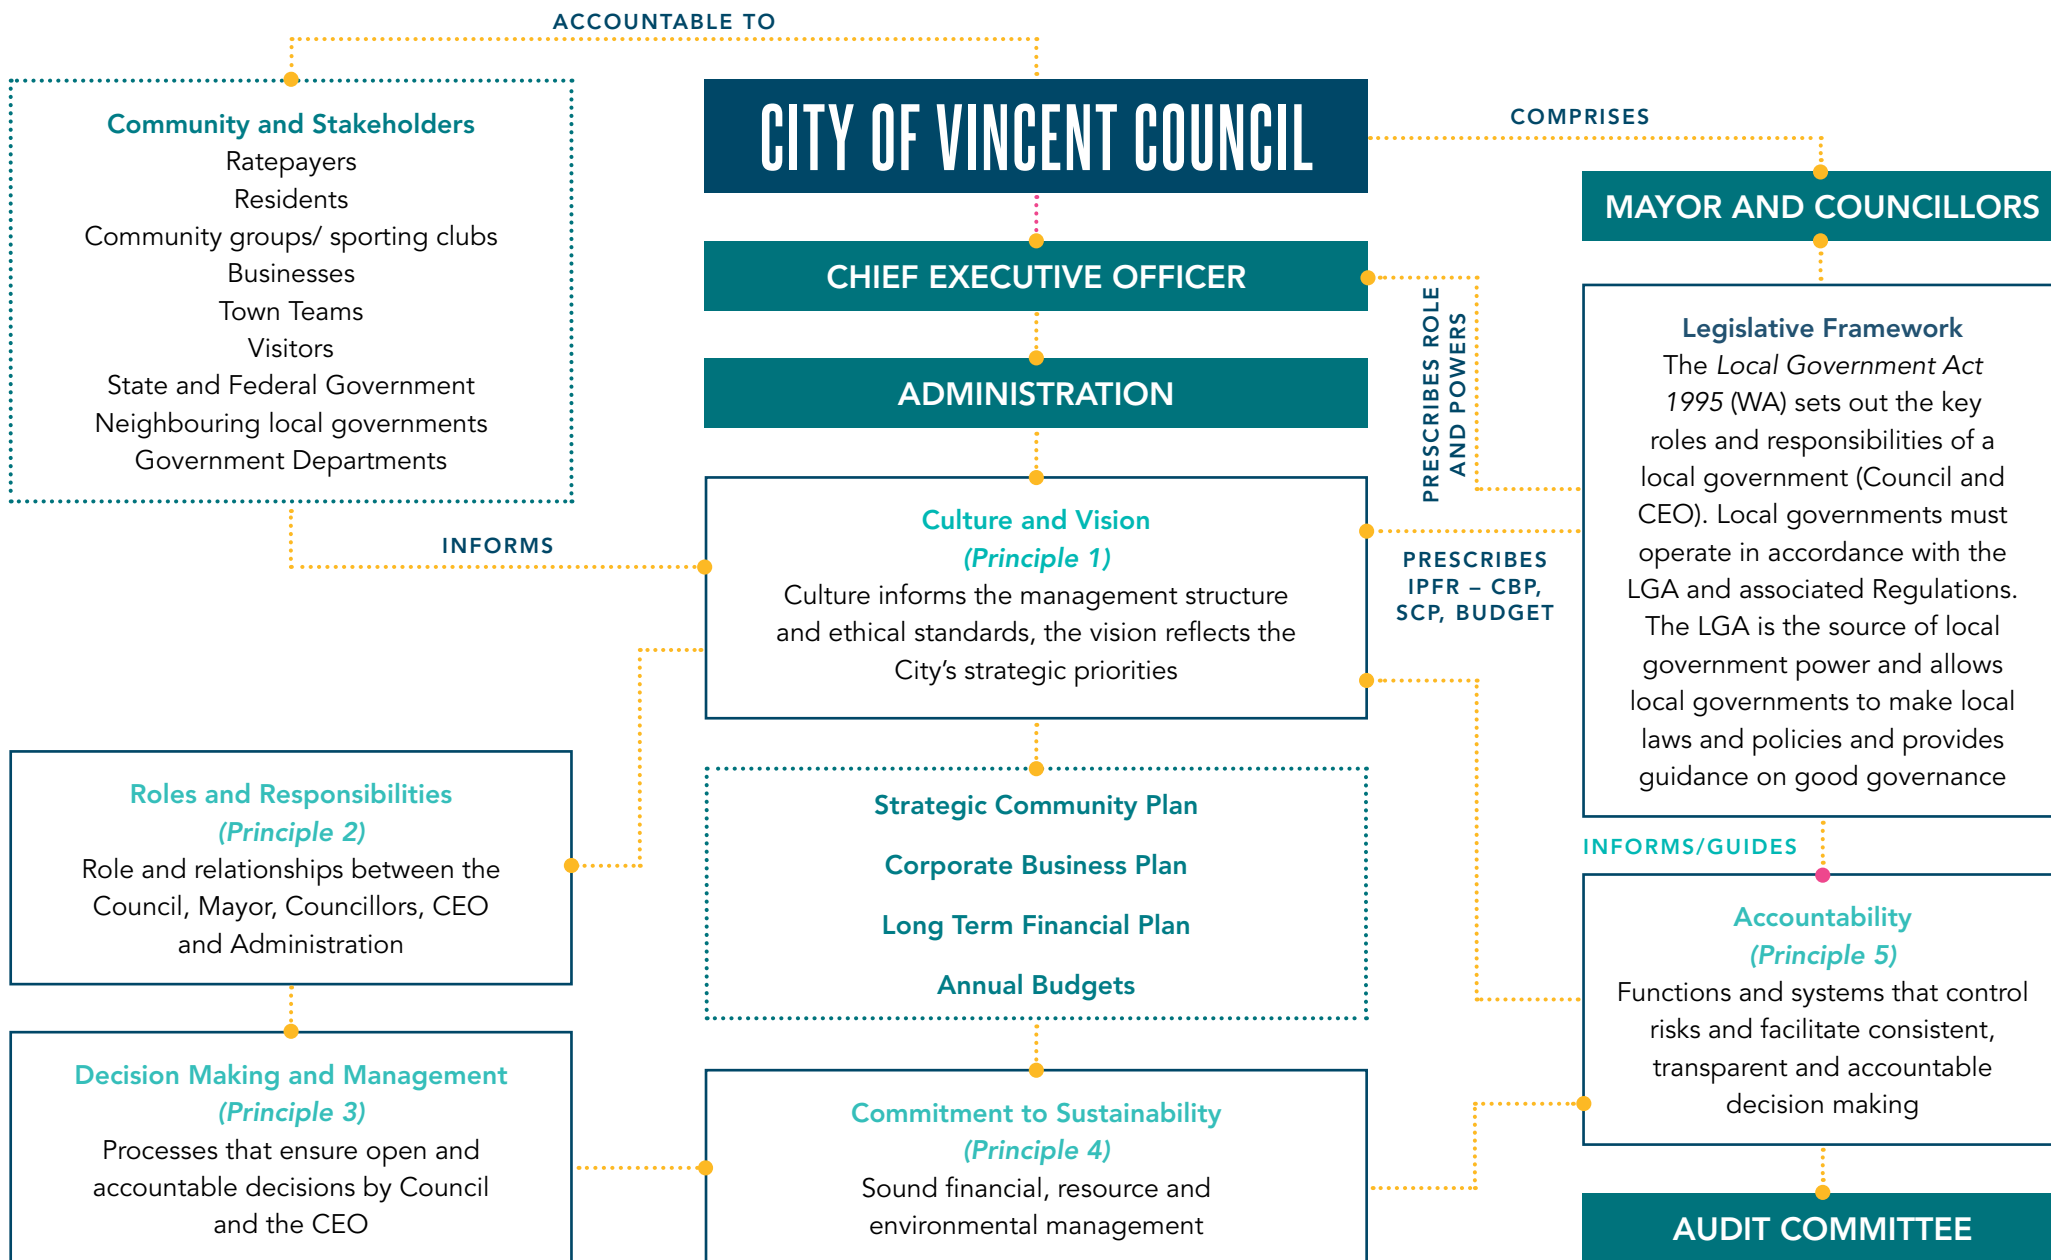 ACCOUNTABLE TO
CITY OF VINCENT COUNCIL
COMPRISES
MAYOR AND COUNCILLORS
Community and Stakeholders
Ratepayers
Residents
Community groups/ sporting clubs
Businesses
Town Teams
Visitors
State and Federal Government
Neighbouring local governments
Government Departments
CHIEF EXECUTIVE OFFICER
ADMINISTRATION
PRESCRIBES ROLE
AND POWERS
Legislative Framework
The Local Government Act
1995 (WA) sets out the key
roles and responsibilities of a
local government (Council and
CEO). Local governments must
operate in accordance with the
LGA and associated Regulations.
The LGA is the source of local
government power and allows
local governments to make local
laws and policies and provides
guidance on good governance
INFORMS
Culture and Vision
(Principle 1)
Culture informs the management structure
and ethical standards, the vision reflects the
City’s strategic priorities
PRESCRIBES
IPFR – CBP,
SCP, BUDGET
Roles and Responsibilities
(Principle 2)
Role and relationships between the
Council, Mayor, Councillors, CEO
and Administration
Strategic Community Plan
Corporate Business Plan
Long Term Financial Plan
Annual Budgets
INFORMS/GUIDES
Accountability
(Principle 5)
Functions and systems that control
risks and facilitate consistent,
transparent and accountable
decision making
Decision Making and Management
(Principle 3)
Processes that ensure open and
accountable decisions by Council
and the CEO
Commitment to Sustainability
(Principle 4)
Sound financial, resource and
environmental management
AUDIT COMMITTEE